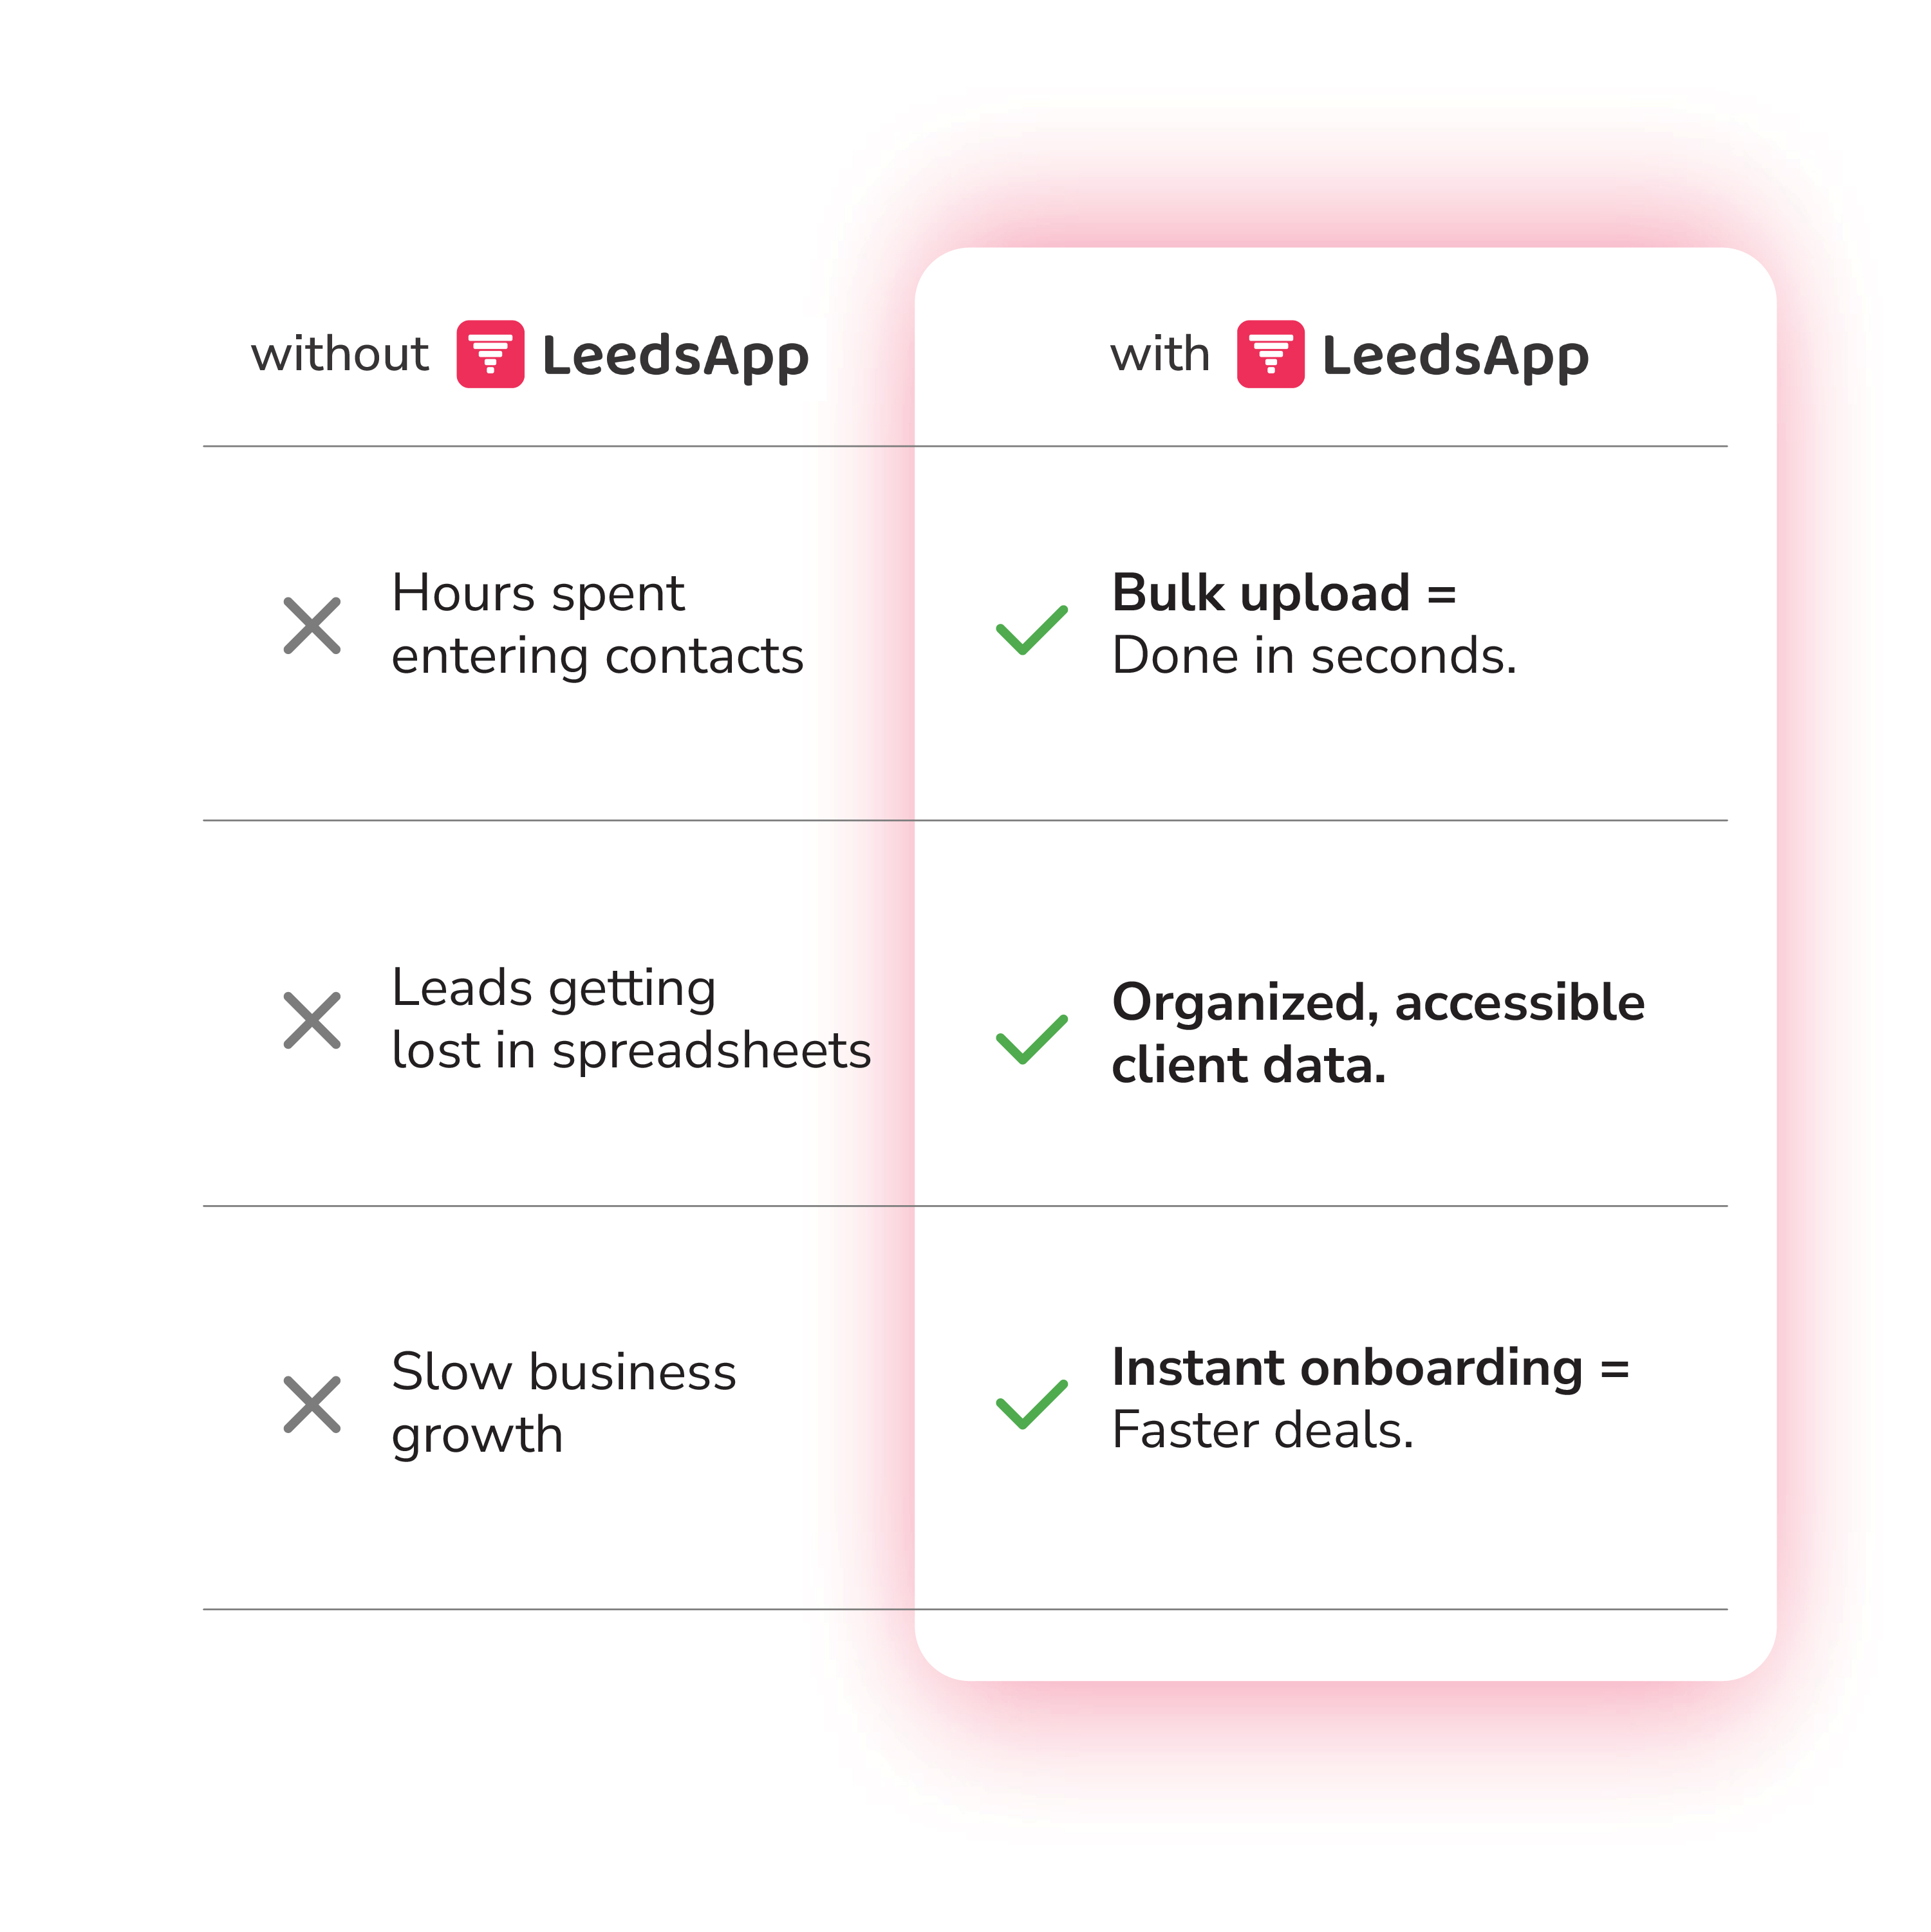 without LeedsApp
with LeedsApp
Hours spent
entering contacts
Bulk upload =
Done in seconds.
Leads getting
lost in spreadsheets
Organized, accessible
client data.
Slow business
growth
Instant onboarding =
Faster deals.